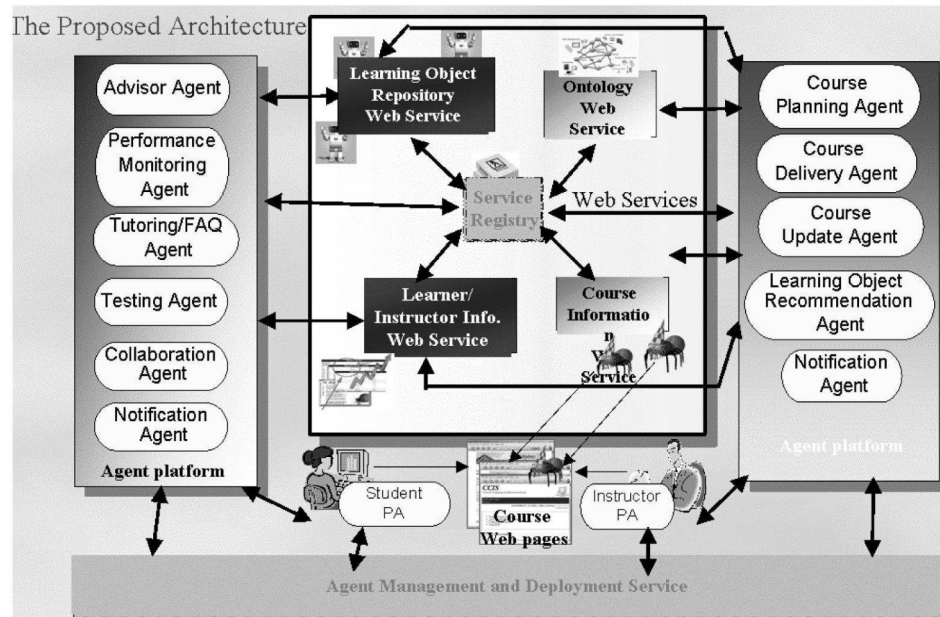 The Proposed Architecture
Advisor Agent
Performance
Monitoring
Agent
Tutoring/FAQ
Agent
Testing Agent
Collaboration
Agent
Notification
Agent
Agent platform
Learning Object
Repository
Web Service
Ontology
Web
Service
Service
Registry
Web Services
Learner/
Instructor Info.
Web Service
Course
Informatio
n
W
Service
Course
Planning Agent
Course
Delivery Agent
Course
Update Agent
Learning Object
Recommendation
Agent
Notification
Agent
Agent platform
Student
PA
CCIS
Course
Web pages
Instructor
PA
Agent Management and Deployment Service